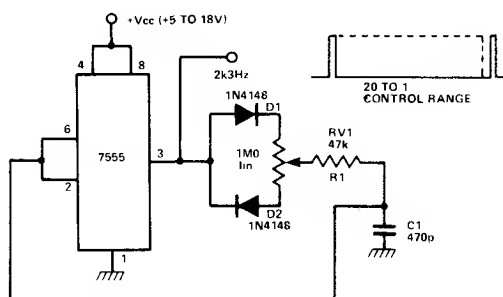 +Vcc (+5 TO 18V)
4
8
6
7555
3
2
1
2k3Hz
1N4148
D1
1M0
lin
D2
1N4148
RV1
47k
R1
C1
470p
20 TO 1
CONTROL RANGE